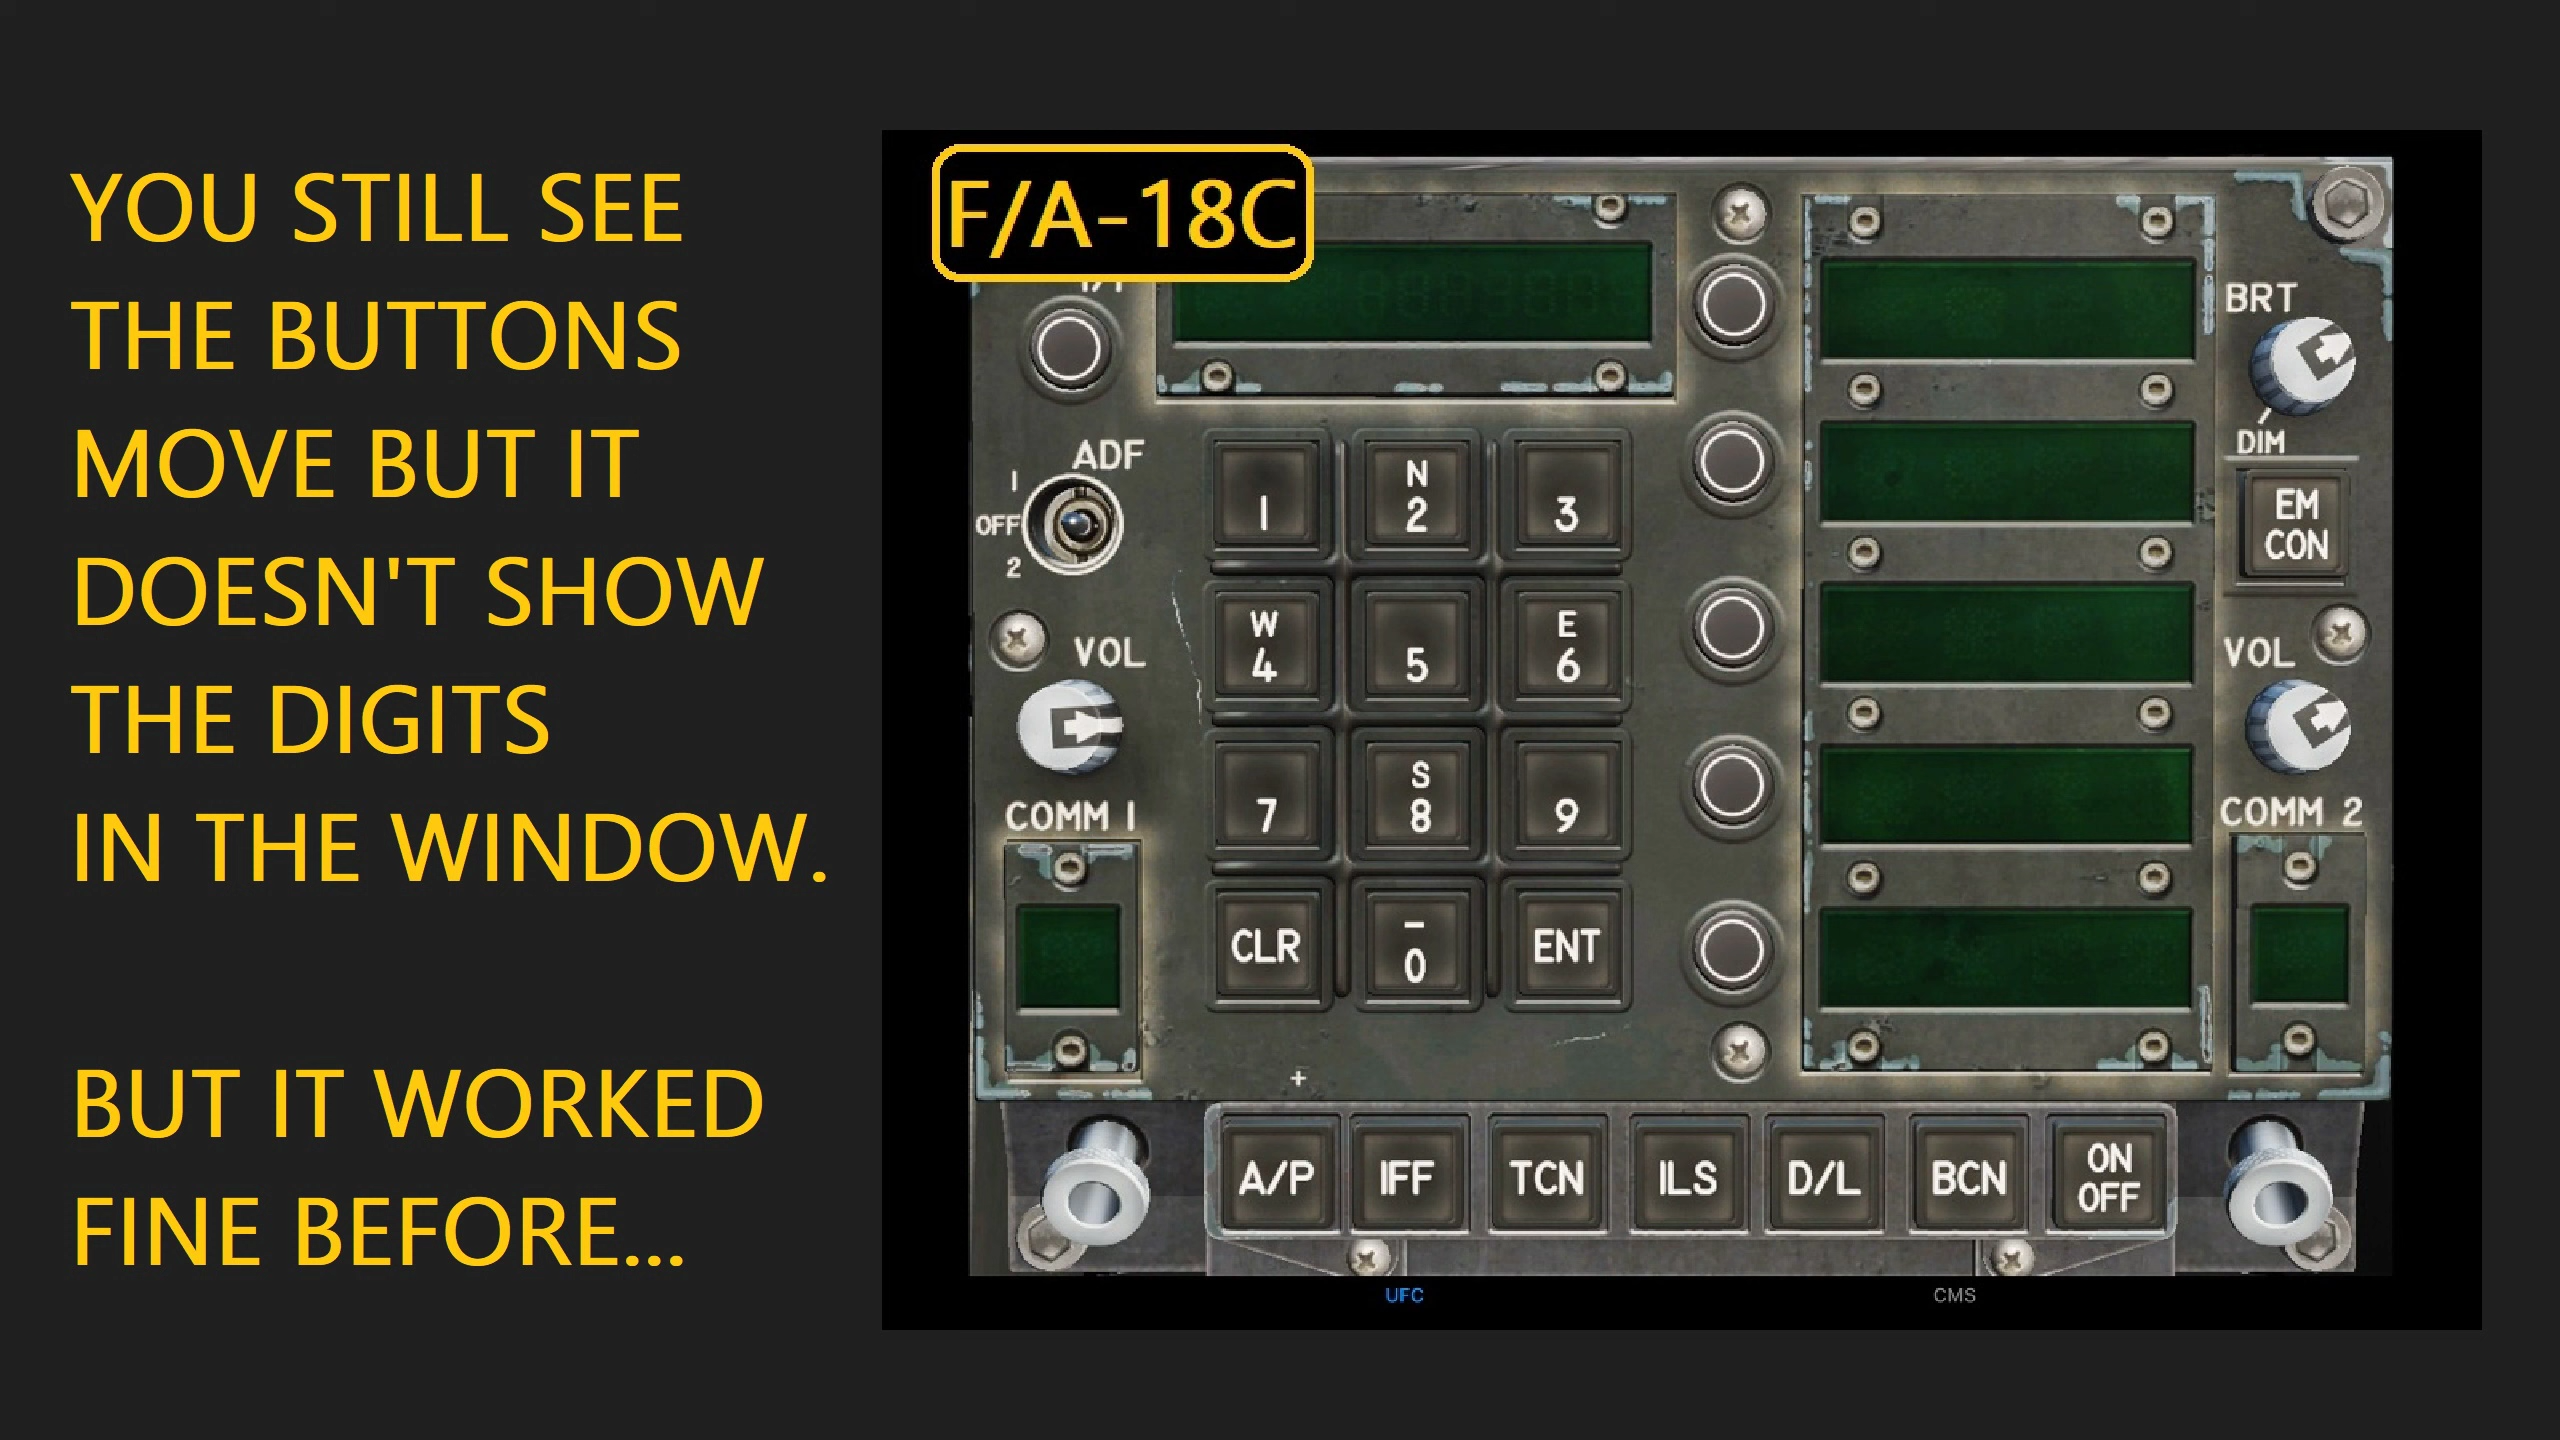 YOU STILL SEE
THE BUTTONS
MOVE BUT IT
DOESN'T SHOW
THE DIGITS
IN THE WINDOW.
BUT IT WORKED
FINE BEFORE...
F/A-18C
BRT
DIM
ADF
1
OFF
2
1
N
2
3
EM
CON
W
4
5
E
6
VOL
VOL
7
S
8
9
COMM 1
COMM 2
CLR
-
0
ENT
+
A/P
IFF
TCN
ILS
D/L
BCN
ON
OFF
UFC
CMS